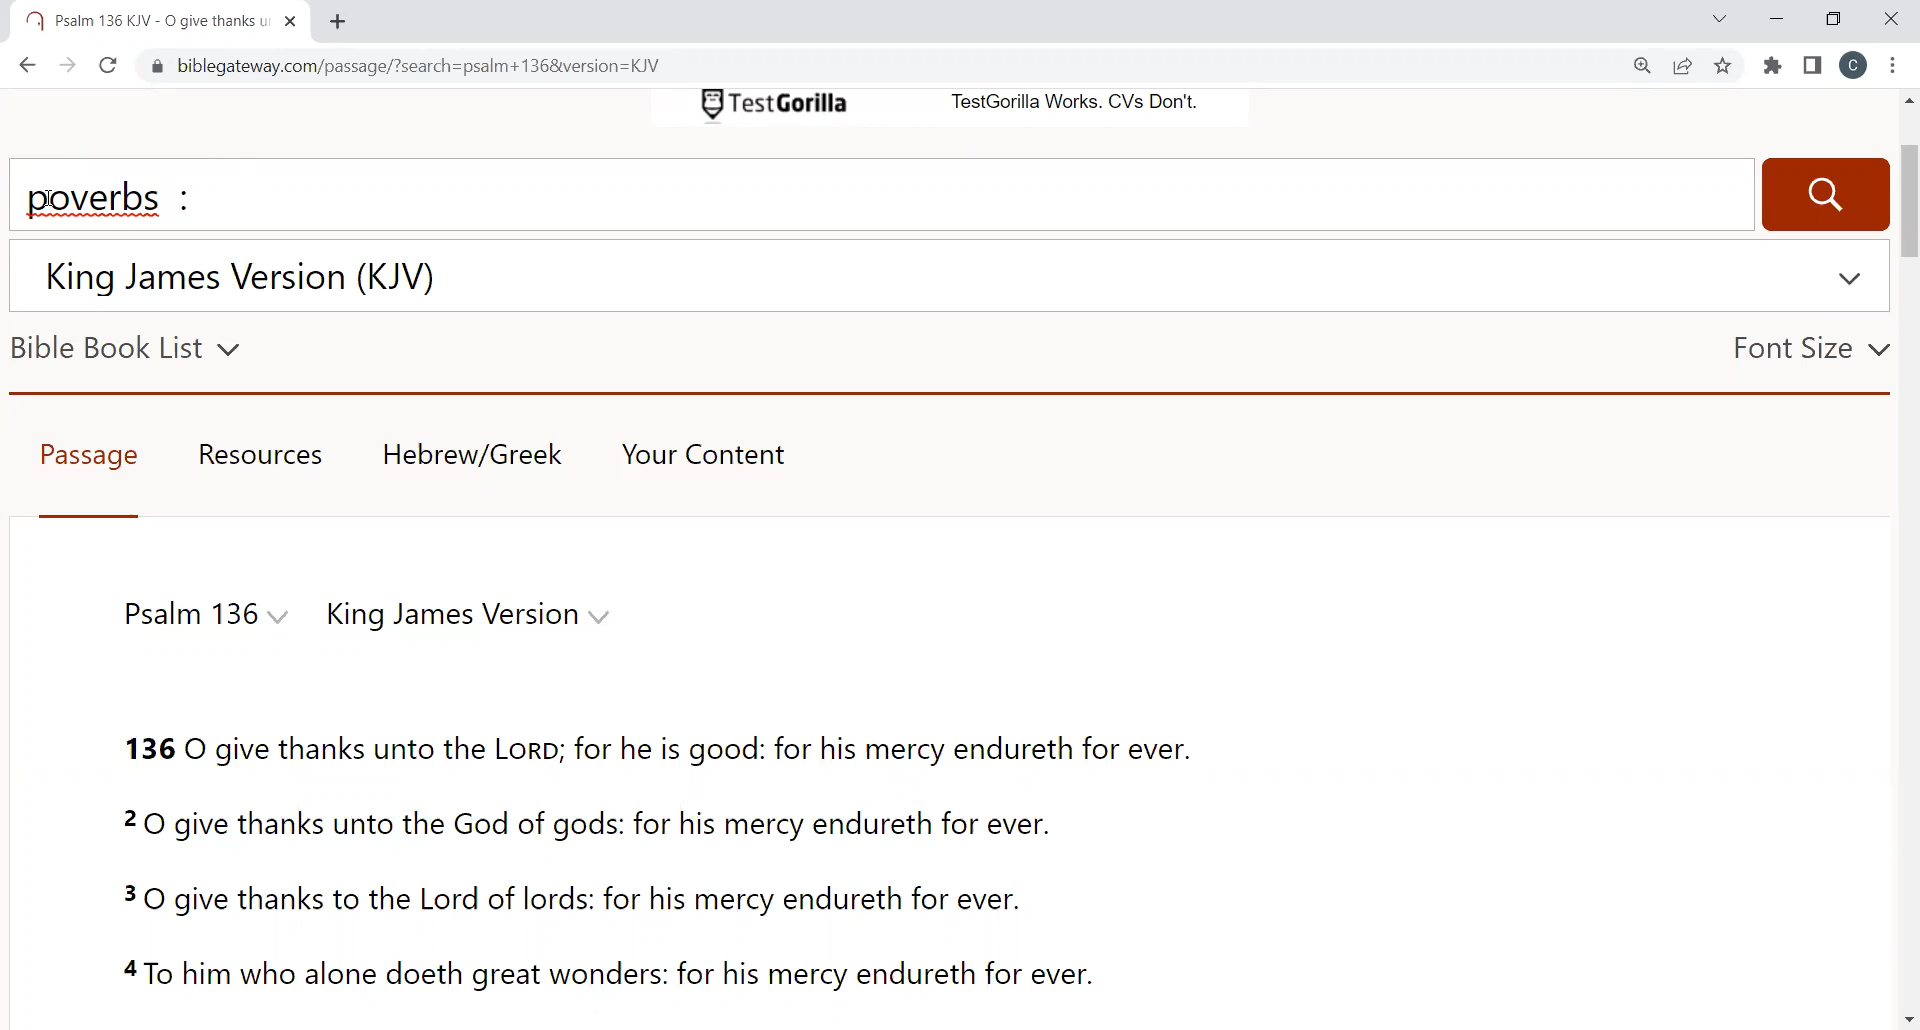 Psalm 136 KJV - O give thanks u
biblegateway.com/passage/?search=psalm+136&version=KJV
C
TestGorilla
TestGorilla Works. CVs Don't.
poverbs :
King James Version (KJV)
Bible Book List
Font Size
Passage Resources Hebrew/Greek Your Content
Psalm 136 King James Version
136 O give thanks unto the LORD; for he is good: for his mercy endureth for ever.
2 O give thanks unto the God of gods: for his mercy endureth for ever.
3 O give thanks to the Lord of lords: for his mercy endureth for ever.
4 To him who alone doeth great wonders: for his mercy endureth for ever.